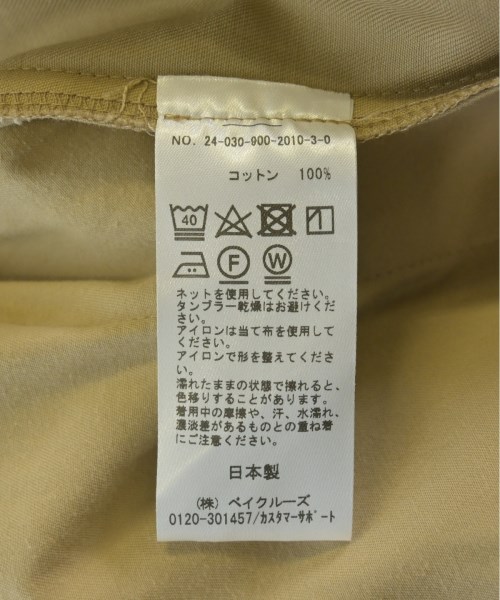 NO. 24-030-900-2010-3-0
コットン 100%
40
F W
ネットを使用してください。
タンブラー乾燥はお避けくだ
さい。
アイロンは当て布を使用して
ください。
アイロンで形を整えてくださ
い。
濡れたままの状態で擦れると、
色移りすることがあります。
着用中の摩擦や、汗、水濡れ、
濃淡差があるものとの重ね着
にご注意ください。
日本製
(株) ベイクルーズ
0120-301457/カスタマーサポート